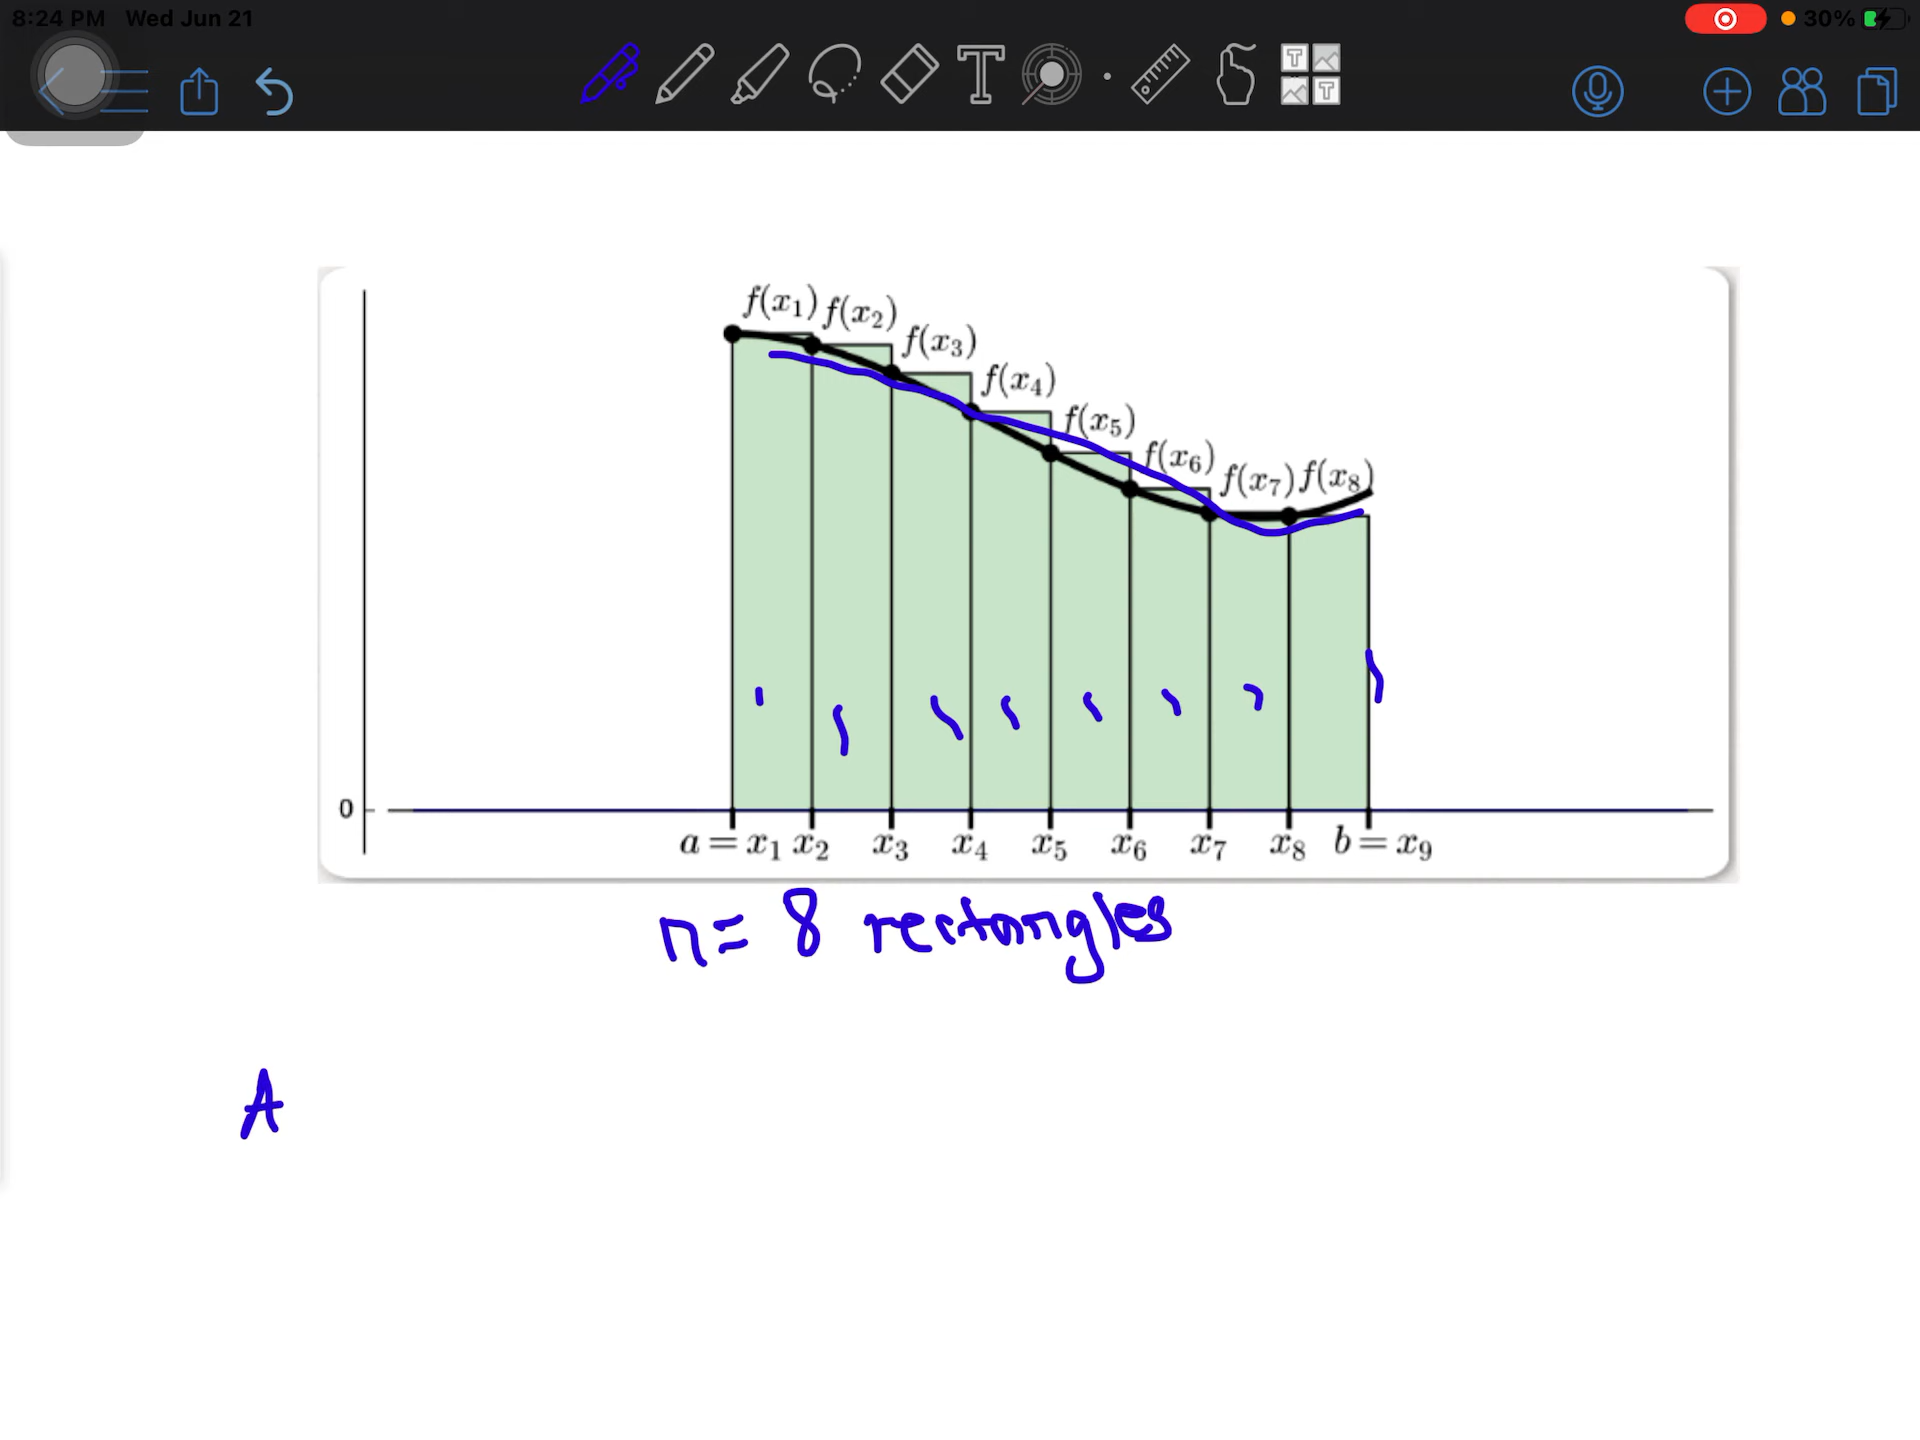 8:24 PM Wed Jun 21 30%
f(x₁) f(x₂)
f(x₃)
f(x₄)
f(x₅)
f(x₆)
f(x₇) f(x₈)
0
a = x₁ x₂ x₃ x₄ x₅ x₆ x₇ x₈ b = x₉
n = 8 rectangles
A